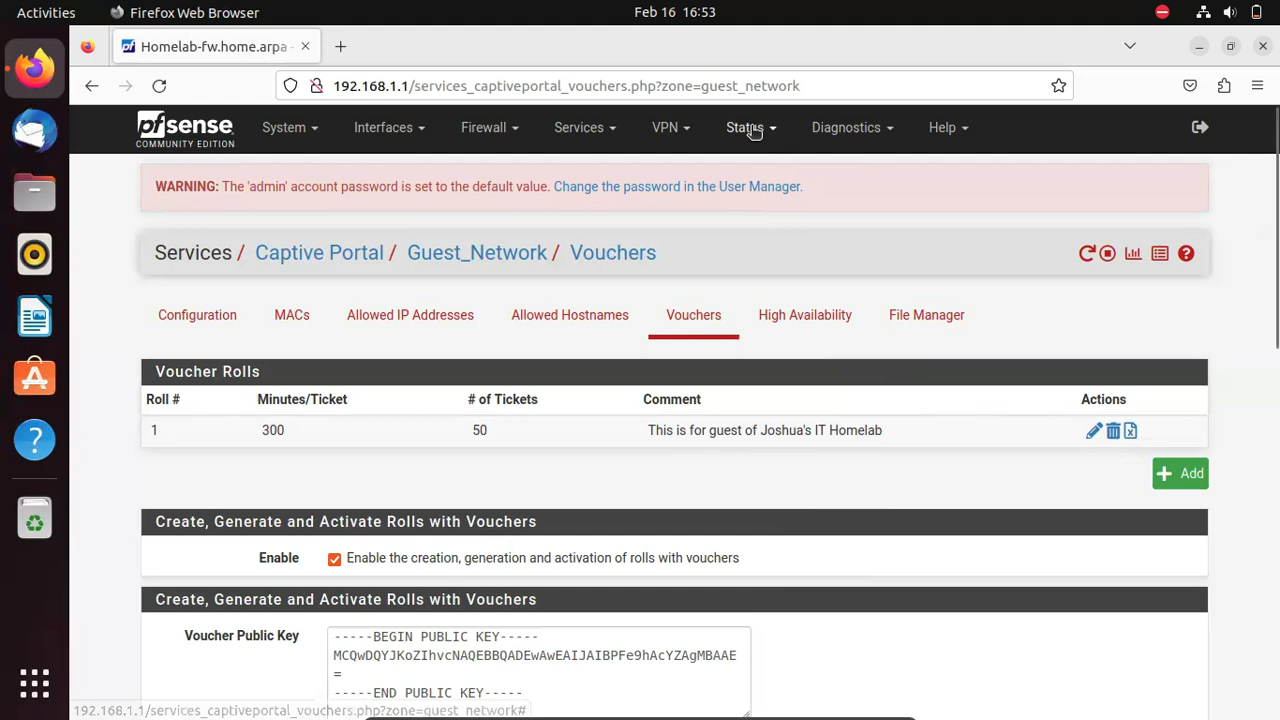 Activities
Firefox Web Browser
Feb 16 16:53
Homelab-fw.home.arpa -
192.168.1.1/services_captiveportal_vouchers.php?zone=guest_network
pfsense
COMMUNITY EDITION
System
Interfaces
Firewall
Services
VPN
Status
Diagnostics
Help
WARNING: The 'admin' account password is set to the default value. Change the password in the User Manager.
Services / Captive Portal / Guest_Network / Vouchers
Configuration
MACs
Allowed IP Addresses
Allowed Hostnames
Vouchers
High Availability
File Manager
Voucher Rolls
Roll # Minutes/Ticket # of Tickets Comment Actions
1 300 50 This is for guest of Joshua's IT Homelab
Add
Create, Generate and Activate Rolls with Vouchers
Enable Enable the creation, generation and activation of rolls with vouchers
Create, Generate and Activate Rolls with Vouchers
Voucher Public Key
-----BEGIN PUBLIC KEY-----
MCQwDQYJKoZIhvcNAQEBBQADEwAwEAIJAIBPFe9hAcYZAgMBAAE
=
-----END PUBLIC KEY-----
192.168.1.1/services_captiveportal_vouchers.php?zone=guest_network#